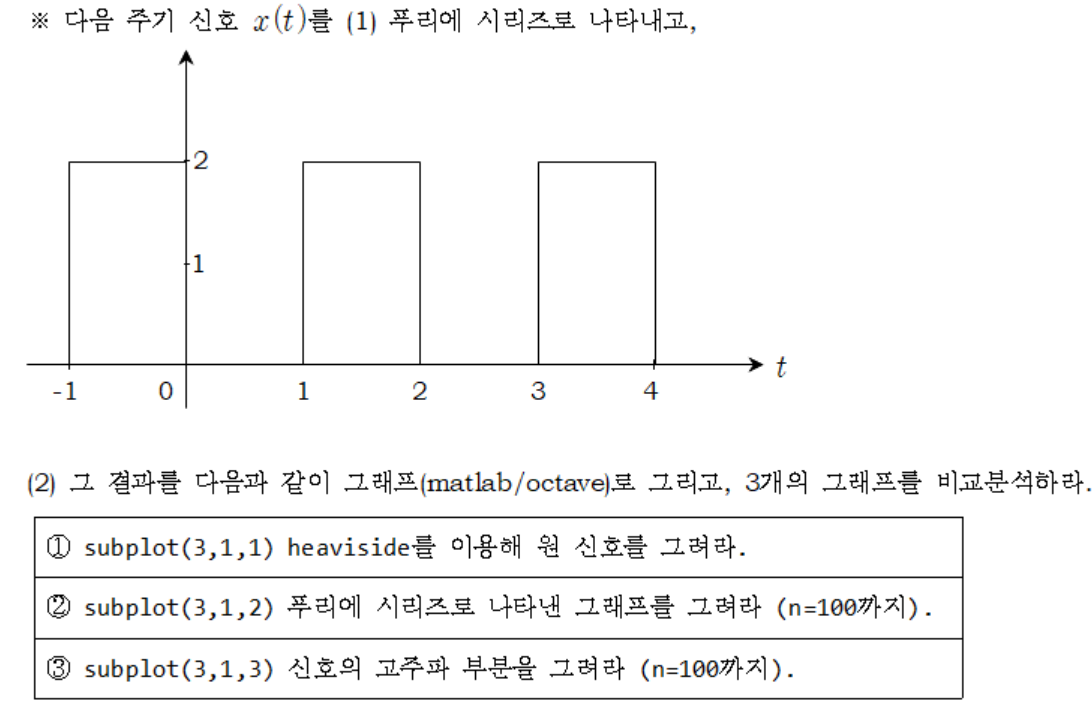 ※ 다음 주기 신호 x(t)를 (1) 푸리에 시리즈로 나타내고,
2
1
t
-1 0 1 2 3 4
(2) 그 결과를 다음과 같이 그래프(matlab/octave)로 그리고, 3개의 그래프를 비교분석하라.
① subplot(3,1,1) heaviside를 이용해 원 신호를 그려라.
② subplot(3,1,2) 푸리에 시리즈로 나타낸 그래프를 그려라 (n=100까지).
③ subplot(3,1,3) 신호의 고주파 부분을 그려라 (n=100까지).